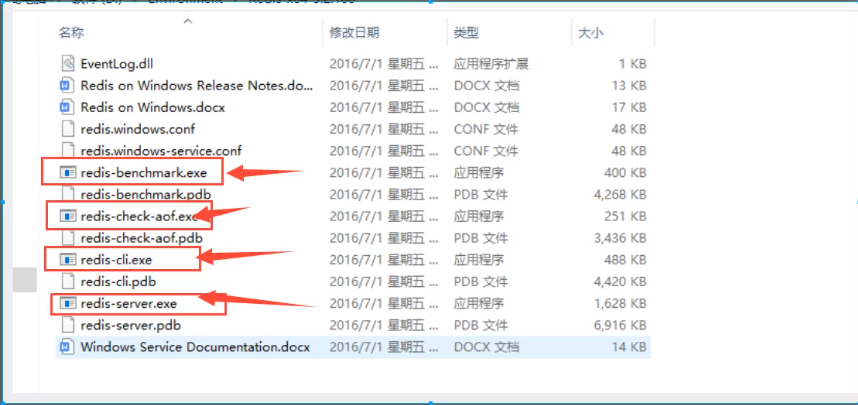 名称 修改日期 类型 大小
EventLog.dll 2016/7/1 星期五 ... 应用程序扩展 1 KB
Redis on Windows Release Notes.do... 2016/7/1 星期五 ... DOCX 文档 13 KB
Redis on Windows.docx 2016/7/1 星期五 ... DOCX 文档 17 KB
redis.windows.conf 2016/7/1 星期五 ... CONF 文件 48 KB
redis.windows-service.conf 2016/7/1 星期五 ... CONF 文件 48 KB
redis-benchmark.exe 2016/7/1 星期五 ... 应用程序 400 KB
redis-benchmark.pdb 2016/7/1 星期五 ... PDB 文件 4,268 KB
redis-check-aof.exe 2016/7/1 星期五 ... 应用程序 251 KB
redis-check-aof.pdb 2016/7/1 星期五 ... PDB 文件 3,436 KB
redis-cli.exe 2016/7/1 星期五 ... 应用程序 488 KB
redis-cli.pdb 2016/7/1 星期五 ... PDB 文件 4,420 KB
redis-server.exe 2016/7/1 星期五 ... 应用程序 1,628 KB
redis-server.pdb 2016/7/1 星期五 ... PDB 文件 6,916 KB
Windows Service Documentation.docx 2016/7/1 星期五 ... DOCX 文档 14 KB